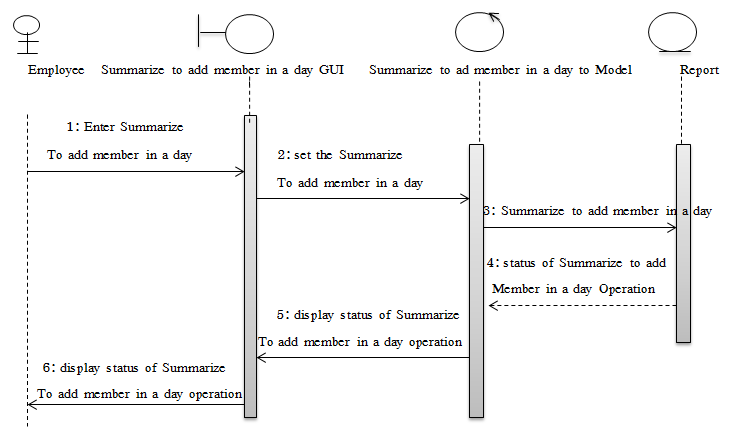 Employee
Summarize to add member in a day GUI
Summarize to ad member in a day to Model
Report
1: Enter Summarize
To add member in a day
2: set the Summarize
To add member in a day
3: Summarize to add member in a day
4: status of Summarize to add
Member in a day Operation
5: display status of Summarize
To add member in a day operation
6: display status of Summarize
To add member in a day operation